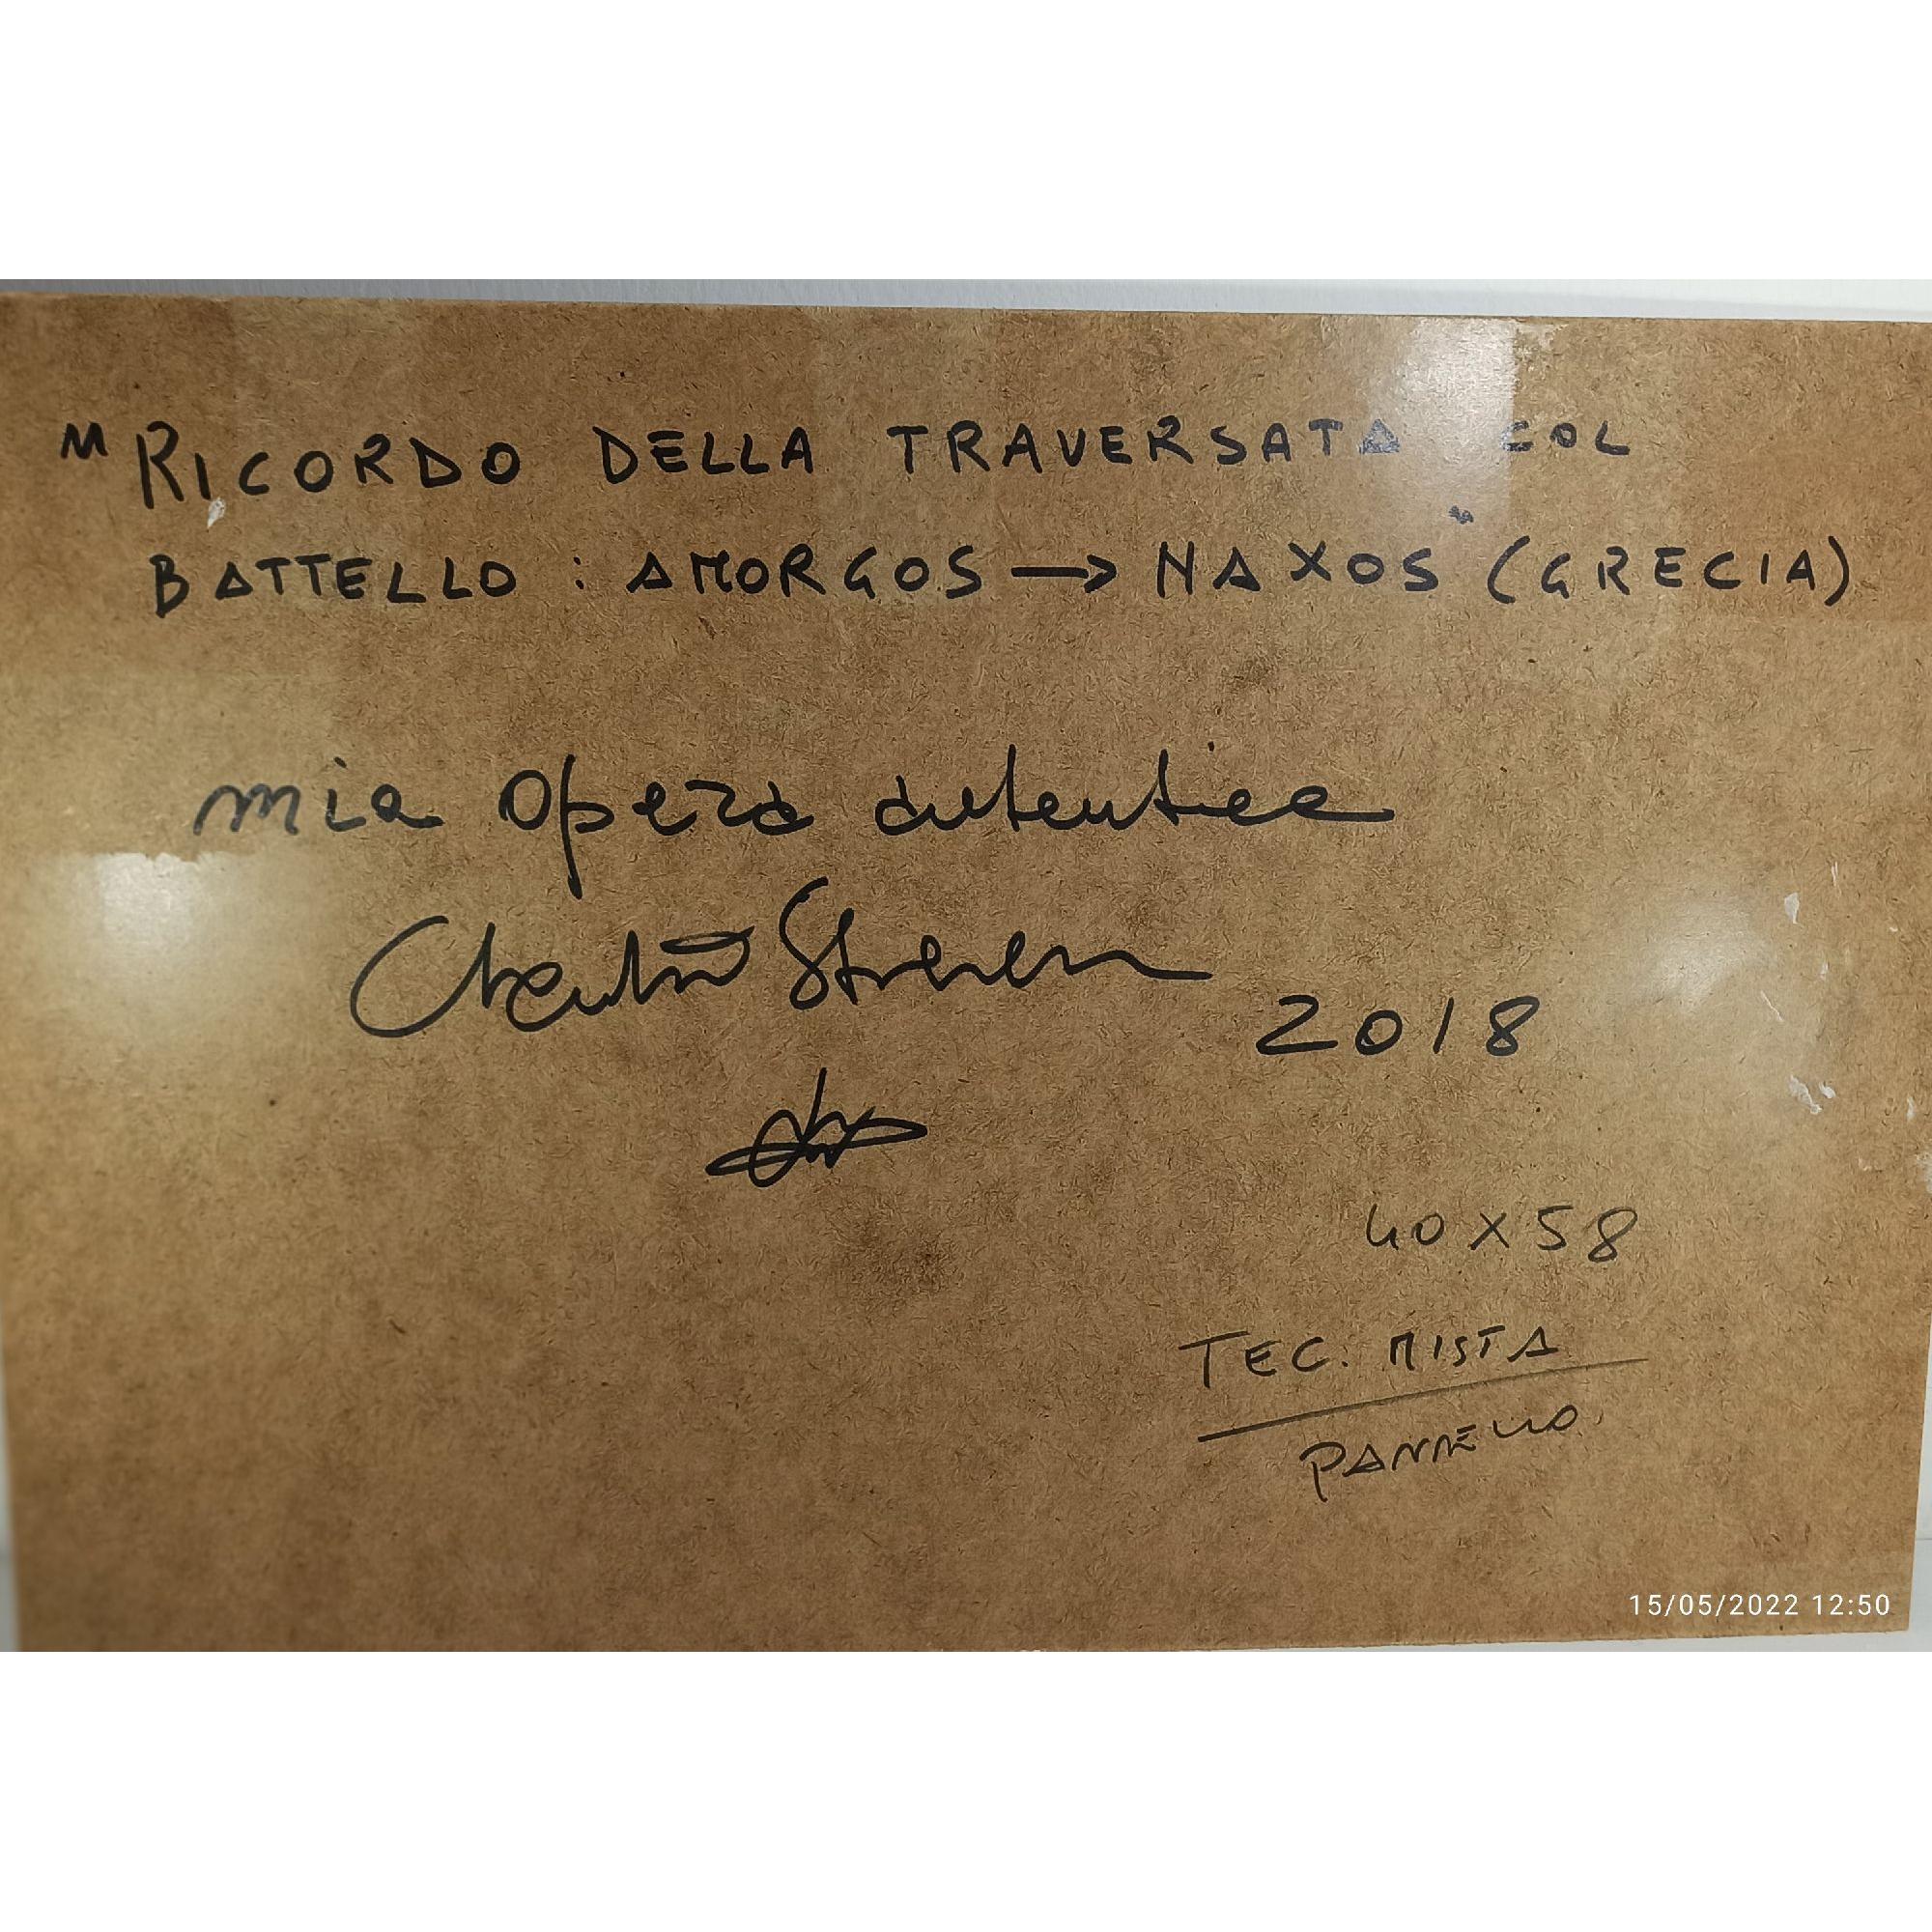 "RICORDO DELLA TRAVERSATA COL
BATTELLO : AMORGOS → NAXOS" (GRECIA)
mia opera autentica
2018
40 X 58
TEC. MISTA
PANNELLO.
15/05/2022 12:50